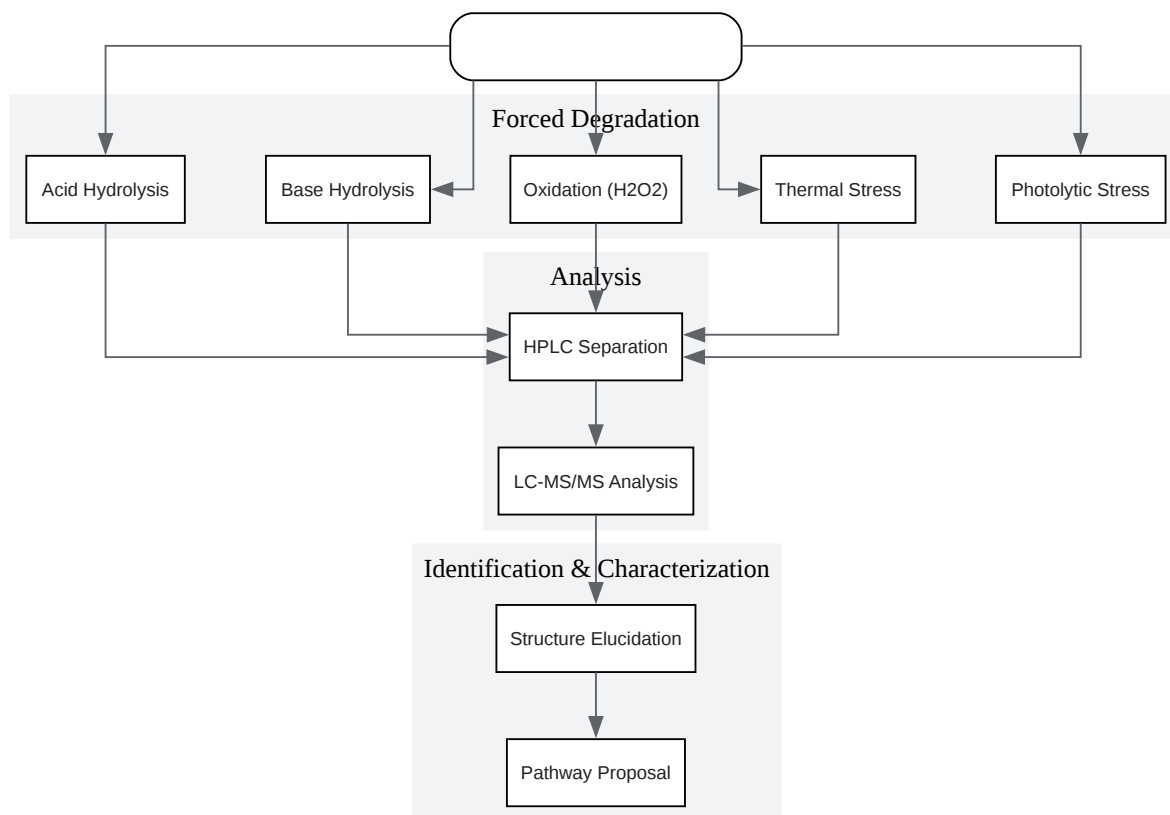 Forced Degradation
Acid Hydrolysis
Base Hydrolysis
Oxidation (H2O2)
Thermal Stress
Photolytic Stress
Analysis
HPLC Separation
LC-MS/MS Analysis
Identification & Characterization
Structure Elucidation
Pathway Proposal